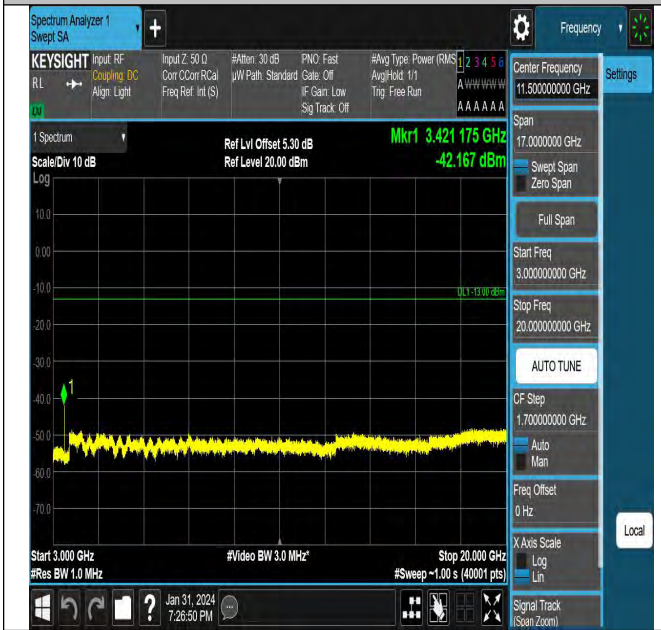 Spectrum Analyzer 1
Swept SA
+
Frequency
KEYSIGHT
RL
Input: RF
Coupling: DC
Align: Light
Input Z: 50 Ω
Corr CCorr RCal
Freq Ref: Int (S)
#Atten: 30 dB
µW Path: Standard
PNO: Fast
Gate: Off
IF Gain: Low
Sig Track: Off
#Avg Type: Power (RMS
Avg|Hold: 1/1
Trig: Free Run
1 2 3 4 5 6
A W W W W W
A A A A A A
Center Frequency
11.500000000 GHz
Settings
Span
17.0000000 GHz
Swept Span
Zero Span
Full Span
Start Freq
3.000000000 GHz
Stop Freq
20.000000000 GHz
AUTO TUNE
CF Step
1.700000000 GHz
Auto
Man
Freq Offset
0 Hz
X Axis Scale
Log
Lin
Local
Signal Track
(Span Zoom)
1 Spectrum
Scale/Div 10 dB
Log
Ref Lvl Offset 5.30 dB
Ref Level 20.00 dBm
Mkr1 3.421 175 GHz
-42.167 dBm
10.0
0.00
-10.0
DL1 -13.00 dBm
-20.0
-30.0
-40.0
1
-50.0
-60.0
-70.0
Start 3.000 GHz
#Video BW 3.0 MHz*
Stop 20.000 GHz
#Res BW 1.0 MHz
#Sweep ~1.00 s (40001 pts)
?
Jan 31, 2024
7:26:50 PM